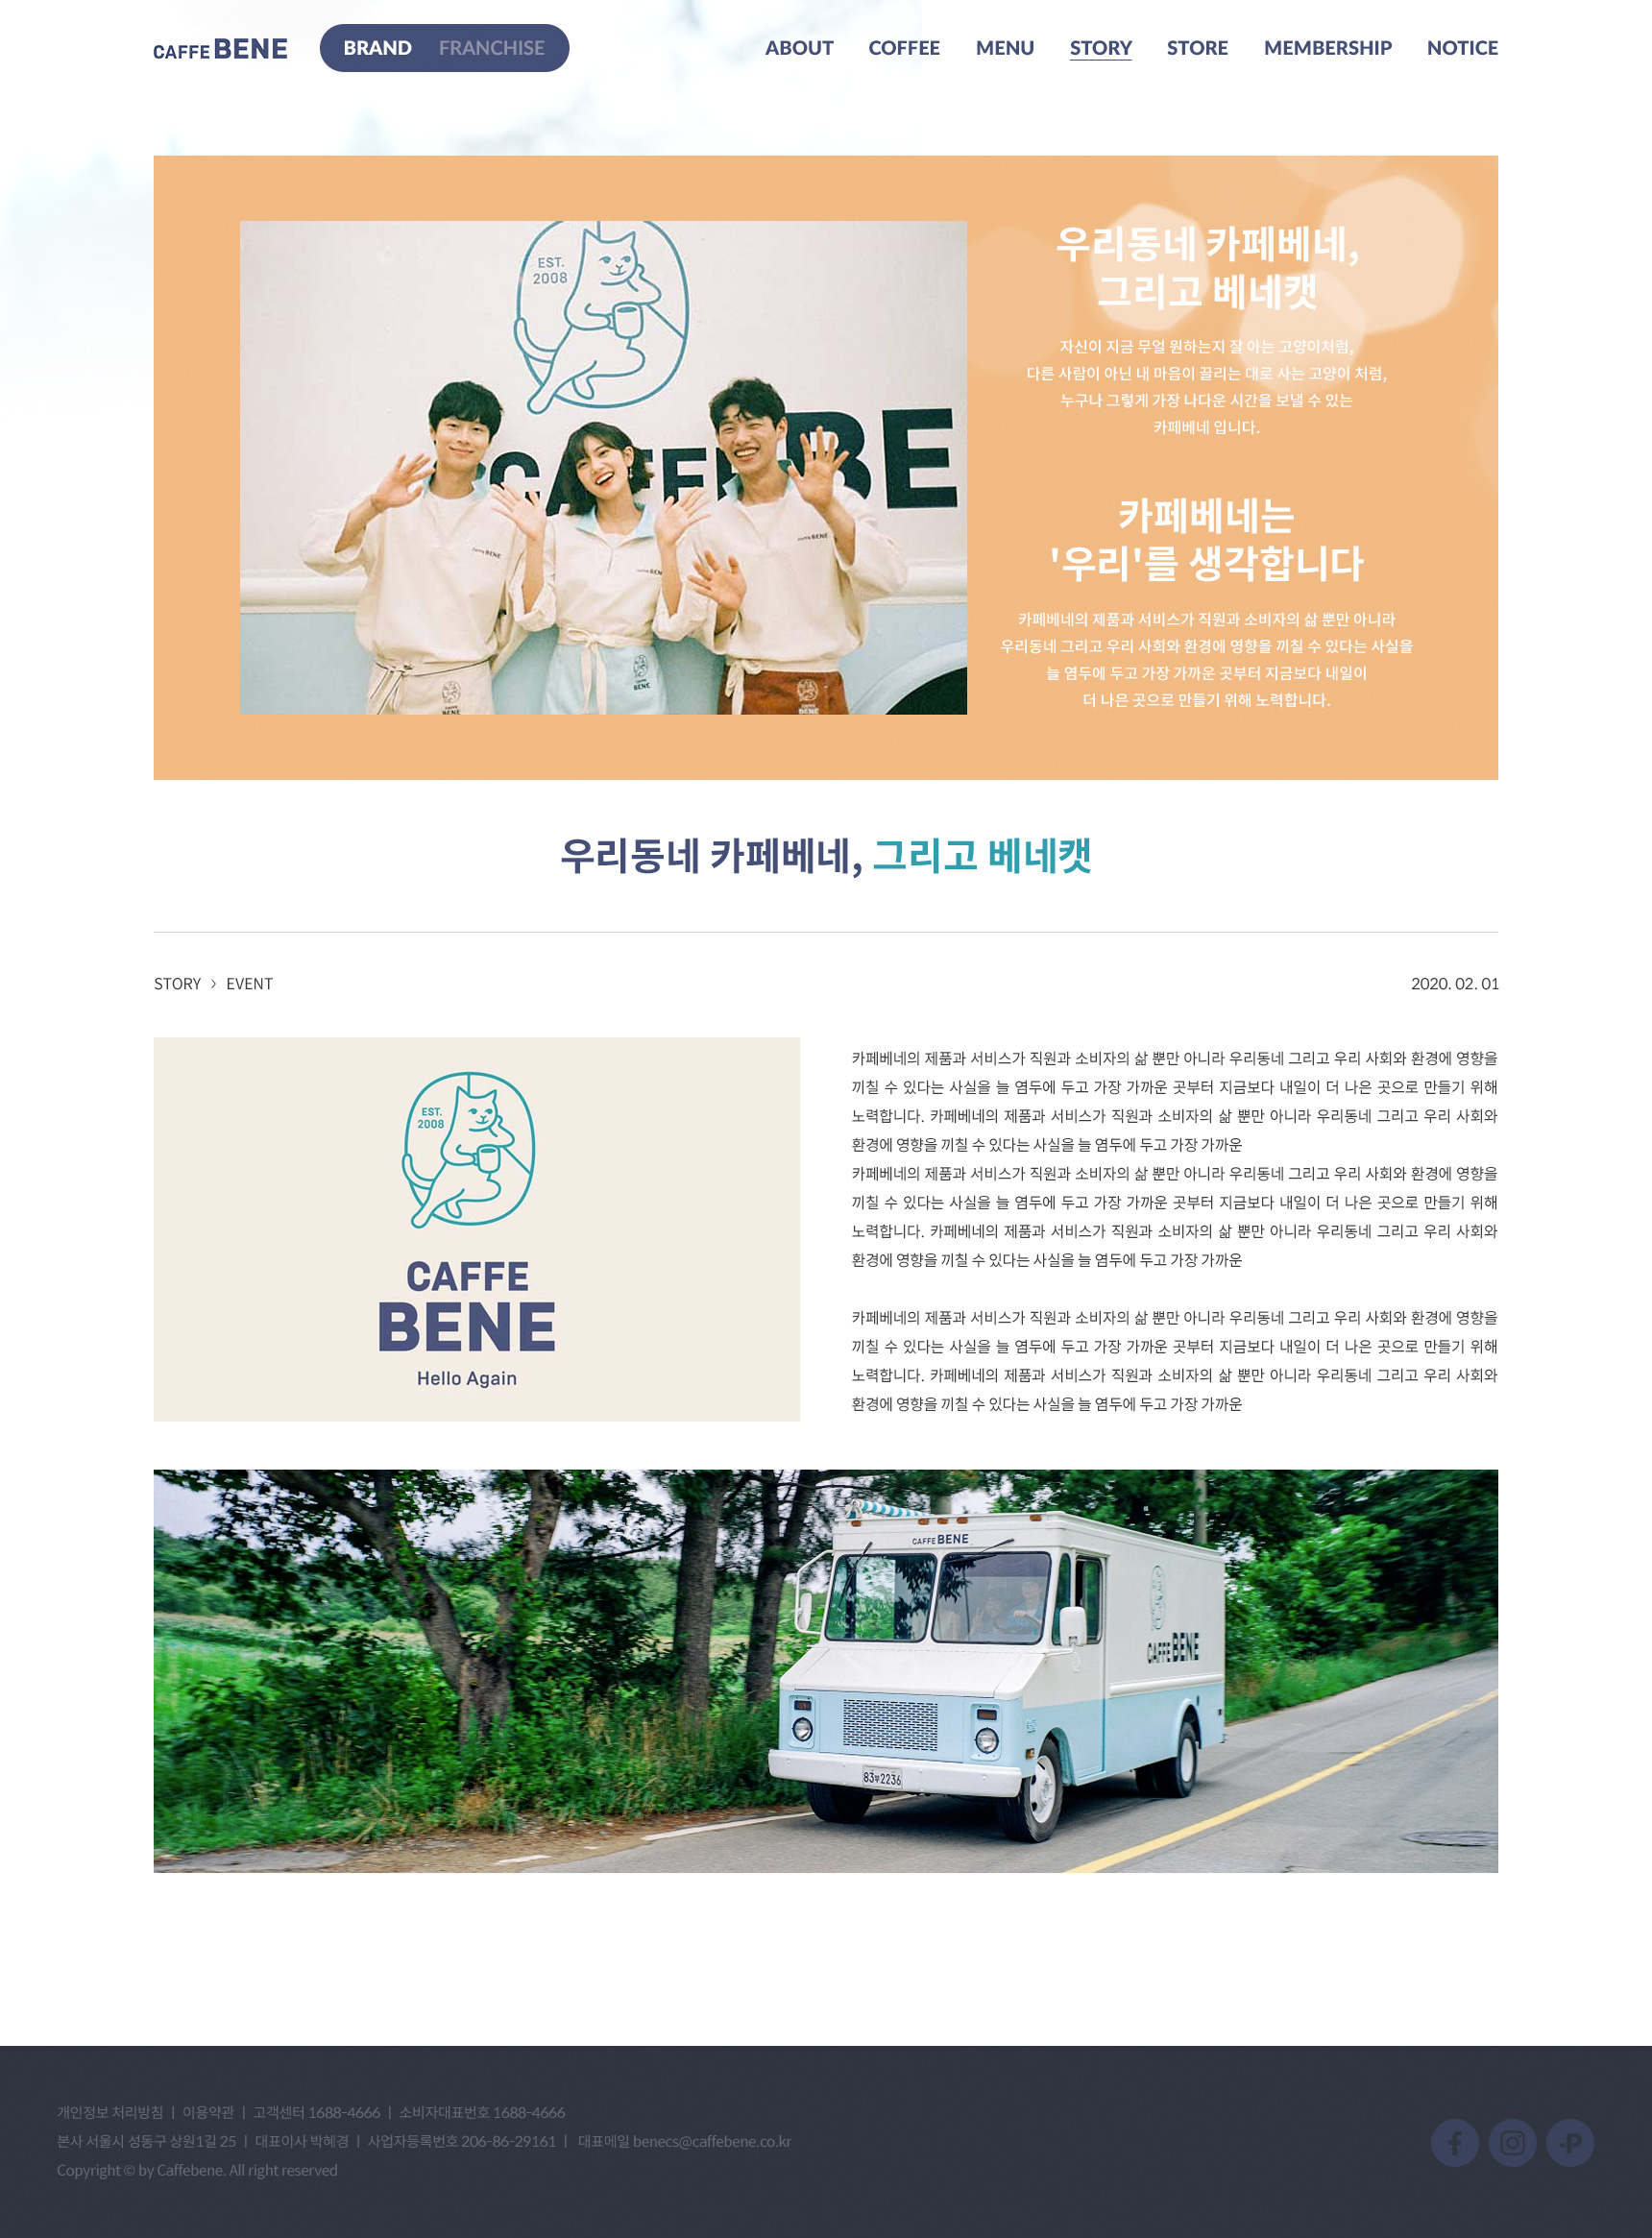 CAFFE BENE
BRAND FRANCHISE
ABOUT COFFEE MENU STORY STORE MEMBERSHIP NOTICE
EST.
2008
CAFFE BE
caffe BENE
caffe BENE
BENE
우리동네 카페베네,
그리고 베네캣
자신이 지금 무얼 원하는지 잘 아는 고양이처럼,
다른 사람이 아닌 내 마음이 끌리는 대로 사는 고양이 처럼,
누구나 그렇게 가장 나다운 시간을 보낼 수 있는
카페베네 입니다.
카페베네는
'우리'를 생각합니다
카페베네의 제품과 서비스가 직원과 소비자의 삶 뿐만 아니라
우리동네 그리고 우리 사회와 환경에 영향을 끼칠 수 있다는 사실을
늘 염두에 두고 가장 가까운 곳부터 지금보다 내일이
더 나은 곳으로 만들기 위해 노력합니다.
우리동네 카페베네, 그리고 베네캣
STORY > EVENT
2020. 02. 01
EST.
2008
CAFFE
BENE
Hello Again
카페베네의 제품과 서비스가 직원과 소비자의 삶 뿐만 아니라 우리동네 그리고 우리 사회와 환경에 영향을
끼칠 수 있다는 사실을 늘 염두에 두고 가장 가까운 곳부터 지금보다 내일이 더 나은 곳으로 만들기 위해
노력합니다. 카페베네의 제품과 서비스가 직원과 소비자의 삶 뿐만 아니라 우리동네 그리고 우리 사회와
환경에 영향을 끼칠 수 있다는 사실을 늘 염두에 두고 가장 가까운
카페베네의 제품과 서비스가 직원과 소비자의 삶 뿐만 아니라 우리동네 그리고 우리 사회와 환경에 영향을
끼칠 수 있다는 사실을 늘 염두에 두고 가장 가까운 곳부터 지금보다 내일이 더 나은 곳으로 만들기 위해
노력합니다. 카페베네의 제품과 서비스가 직원과 소비자의 삶 뿐만 아니라 우리동네 그리고 우리 사회와
환경에 영향을 끼칠 수 있다는 사실을 늘 염두에 두고 가장 가까운
카페베네의 제품과 서비스가 직원과 소비자의 삶 뿐만 아니라 우리동네 그리고 우리 사회와 환경에 영향을
끼칠 수 있다는 사실을 늘 염두에 두고 가장 가까운 곳부터 지금보다 내일이 더 나은 곳으로 만들기 위해
노력합니다. 카페베네의 제품과 서비스가 직원과 소비자의 삶 뿐만 아니라 우리동네 그리고 우리 사회와
환경에 영향을 끼칠 수 있다는 사실을 늘 염두에 두고 가장 가까운
CAFFE BENE
CAFFE BENE
83부2236
개인정보 처리방침 | 이용약관 | 고객센터 1688-4666 | 소비자대표번호 1688-4666
본사 서울시 성동구 상원1길 25 | 대표이사 박혜경 | 사업자등록번호 206-86-29161 | 대표메일 benecs@caffebene.co.kr
Copyright © by Caffebene. All right reserved